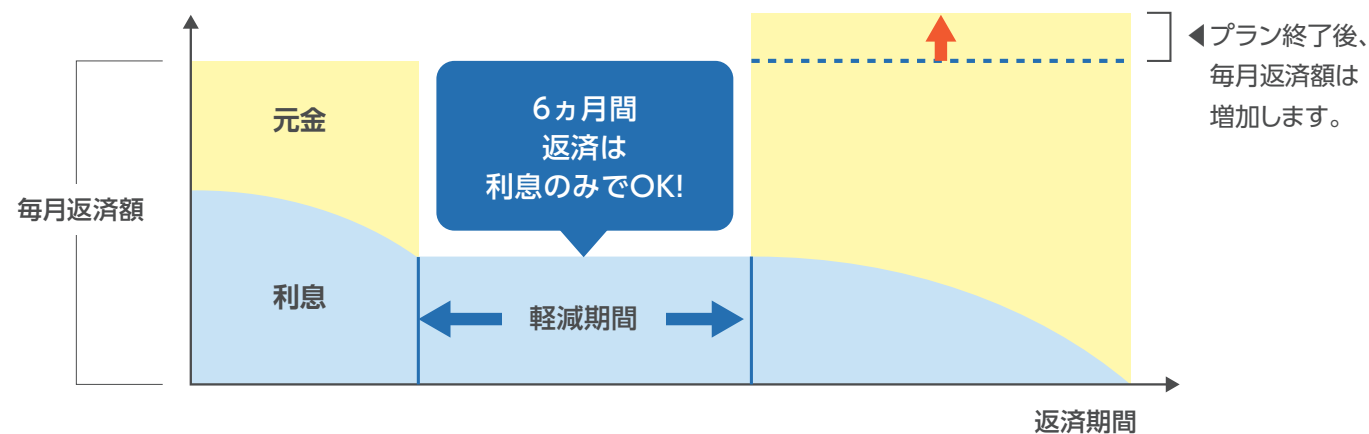 毎月返済額
元金
利息
6ヵ月間
返済は
利息のみでOK!
軽減期間
◀プラン終了後、
毎月返済額は
増加します。
返済期間